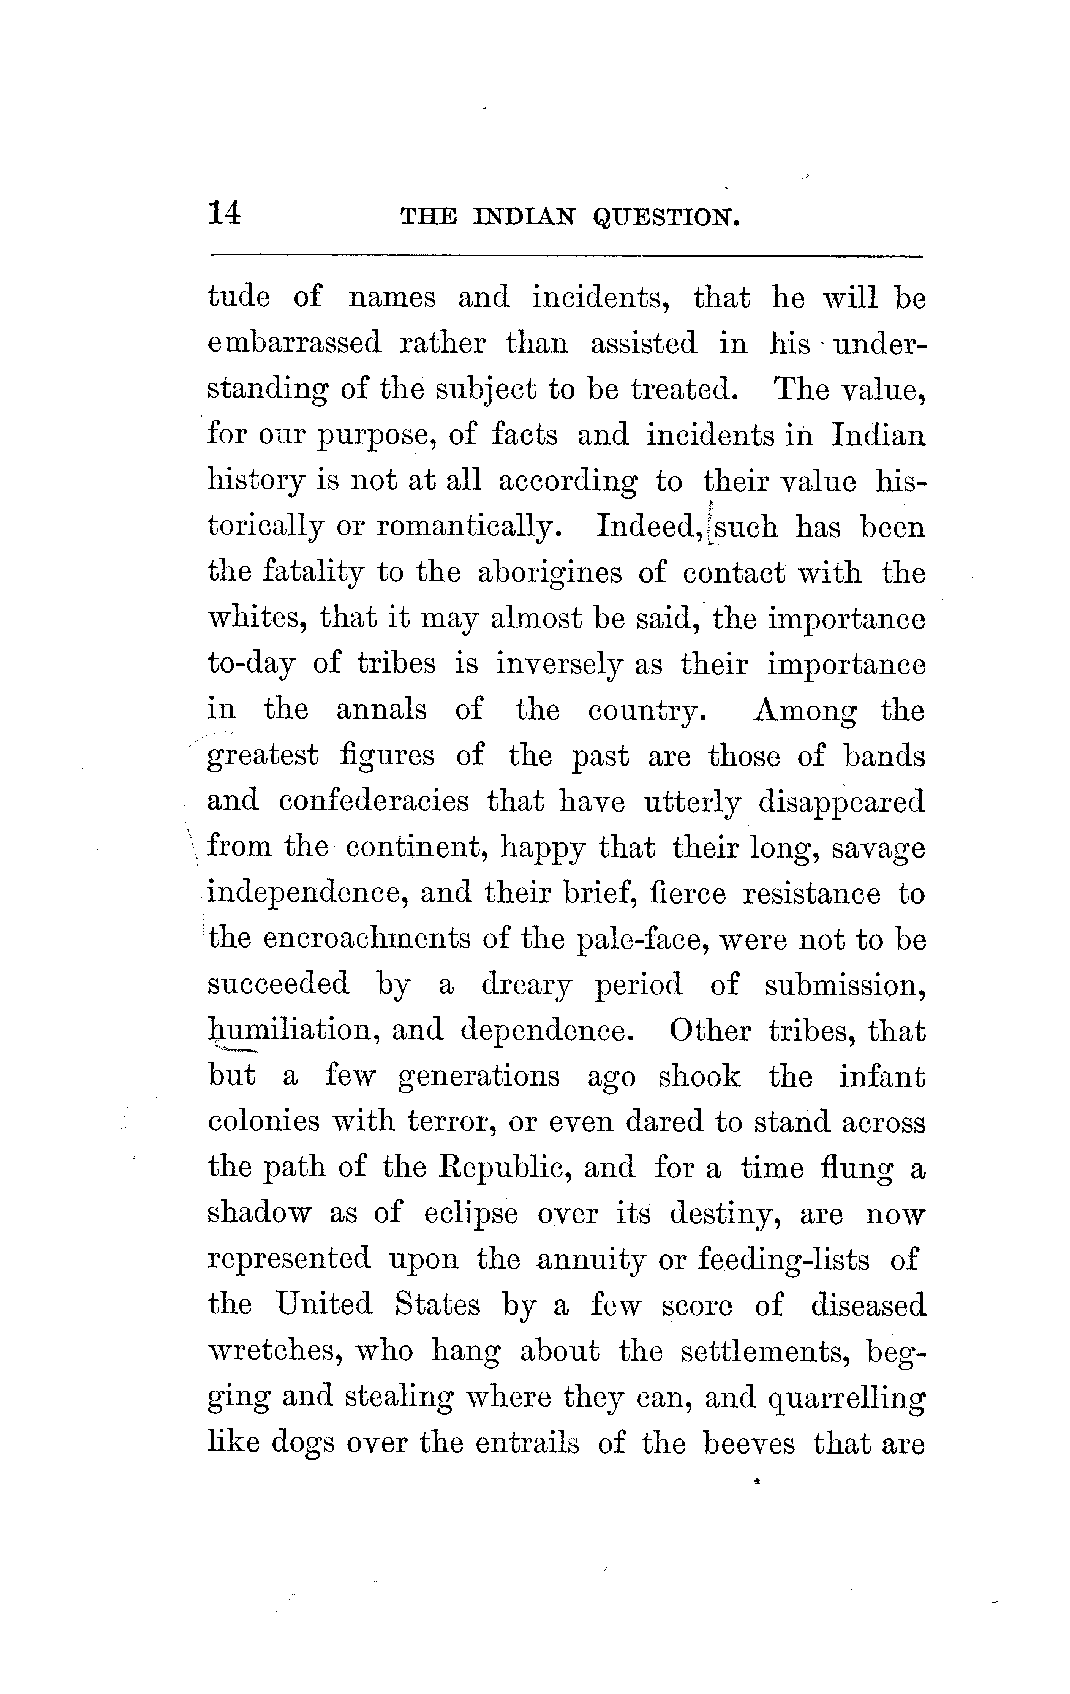 14 THE INDIAN QUESTION.
tude of names and incidents, that he will be
embarrassed rather than assisted in his under-
standing of the subject to be treated. The value,
for our purpose, of facts and incidents in Indian
history is not at all according to their value his-
torically or romantically. Indeed, such has been
the fatality to the aborigines of contact with the
whites, that it may almost be said, the importance
to-day of tribes is inversely as their importance
in the annals of the country. Among the
greatest figures of the past are those of bands
and confederacies that have utterly disappeared
from the continent, happy that their long, savage
independence, and their brief, fierce resistance to
the encroachments of the pale-face, were not to be
succeeded by a dreary period of submission,
humiliation, and dependence. Other tribes, that
but a few generations ago shook the infant
colonies with terror, or even dared to stand across
the path of the Republic, and for a time flung a
shadow as of eclipse over its destiny, are now
represented upon the annuity or feeding-lists of
the United States by a few score of diseased
wretches, who hang about the settlements, beg-
ging and stealing where they can, and quarrelling
like dogs over the entrails of the beeves that are